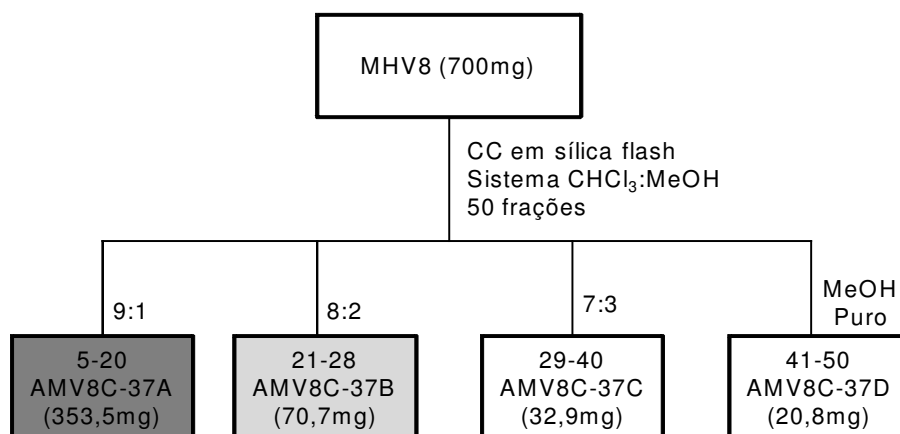 MHV8 (700mg)
CC em sílica flash
Sistema CHCl₃:MeOH
50 frações
9:1
8:2
7:3
MeOH
Puro
5-20
AMV8C-37A
(353,5mg)
21-28
AMV8C-37B
(70,7mg)
29-40
AMV8C-37C
(32,9mg)
41-50
AMV8C-37D
(20,8mg)